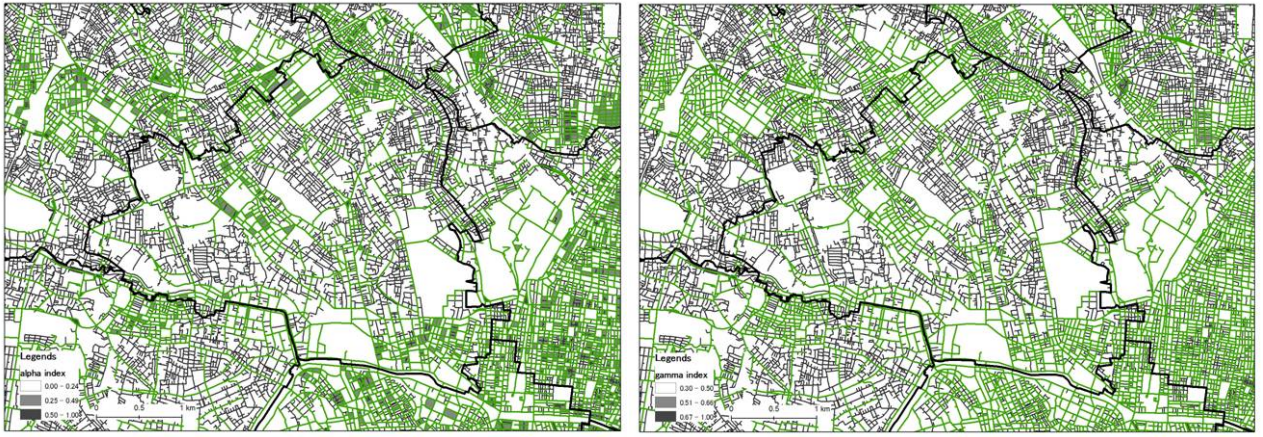 Legends
alpha index
0.00 - 0.24
25 - 0.49
0.50 - 1.00
0 0.5 1 km
Legends
gamma index
0.30 - 0.50
0.51 - 0.66
0.67 - 1.00
0 0.5 1 km